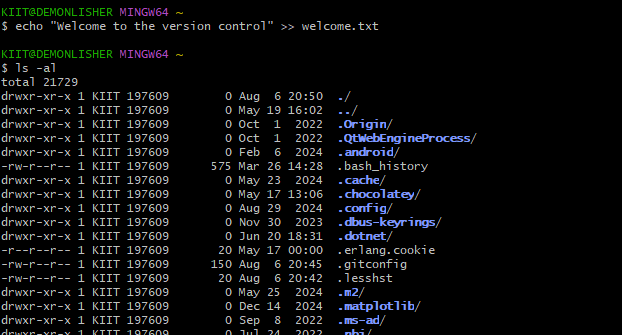 KIIT@DEMONLISHER MINGW64 ~
$ echo "Welcome to the version control" >> welcome.txt
KIIT@DEMONLISHER MINGW64 ~
$ ls -al
total 21729
drwxr-xr-x 1 KIIT 197609 0 Aug 6 20:50 ./
drwxr-xr-x 1 KIIT 197609 0 May 19 16:02 ../
drwxr-xr-x 1 KIIT 197609 0 Oct 1 2022 .Origin/
drwxr-xr-x 1 KIIT 197609 0 Oct 1 2022 .QtWebEngineProcess/
drwxr-xr-x 1 KIIT 197609 0 Feb 6 2024 .android/
-rw-r--r-- 1 KIIT 197609 575 Mar 26 14:28 .bash_history
drwxr-xr-x 1 KIIT 197609 0 May 23 2024 .cache/
drwxr-xr-x 1 KIIT 197609 0 May 17 13:06 .chocolatey/
drwxr-xr-x 1 KIIT 197609 0 Aug 29 2024 .config/
drwxr-xr-x 1 KIIT 197609 0 Nov 30 2023 .dbus-keyrings/
drwxr-xr-x 1 KIIT 197609 0 Jun 20 18:31 .dotnet/
-r--r--r-- 1 KIIT 197609 20 May 17 00:00 .erlang.cookie
-rw-r--r-- 1 KIIT 197609 150 Aug 6 20:45 .gitconfig
-rw-r--r-- 1 KIIT 197609 20 Aug 6 20:42 .lesshst
drwxr-xr-x 1 KIIT 197609 0 May 25 2024 .m2/
drwxr-xr-x 1 KIIT 197609 0 Dec 14 2024 .matplotlib/
drwxr-xr-x 1 KIIT 197609 0 Sep 8 2022 .ms-ad/
drwxr-xr-x 1 KIIT 197609 0 Jul 24 2022